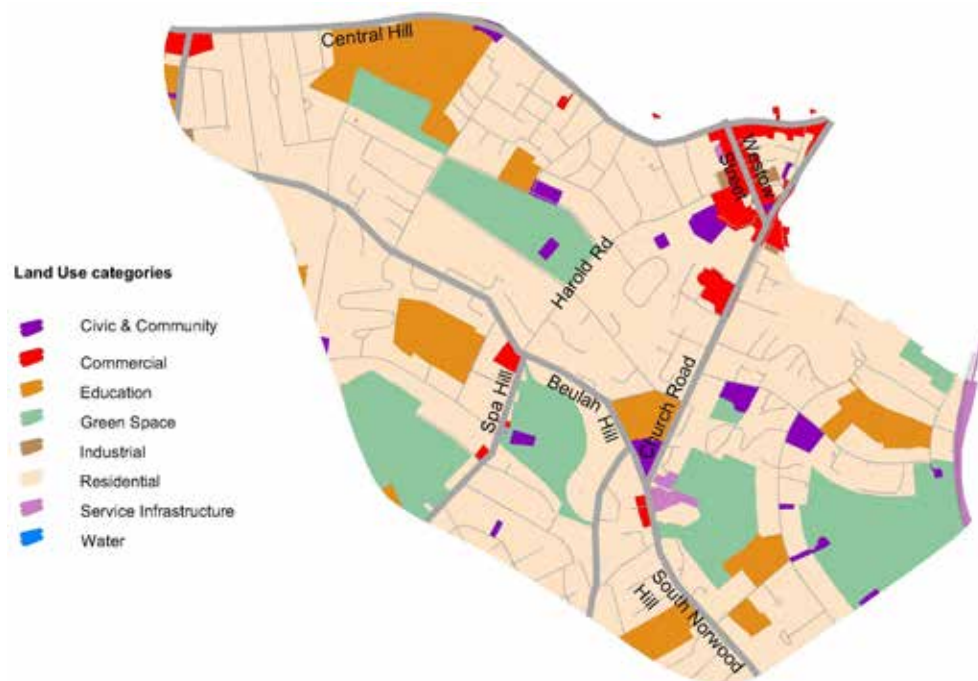 Central Hill
Westow
Street
Harold Rd
Church Road
Beulah Hill
Spa Hill
South Norwood
Hill
Land Use categories
Civic & Community
Commercial
Education
Green Space
Industrial
Residential
Service Infrastructure
Water